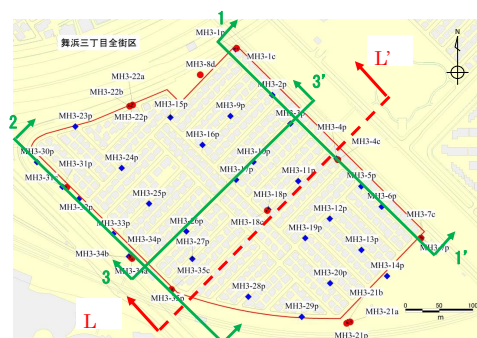 舞浜三丁目全街区
1
MH3-1p
MH3-1c
L'
N
MH3-8d
MH3-22a
MH3-22b
MH3-22p
MH3-2p
3'
MH3-15p
MH3-9p
MH3-3p
MH3-23p
MH3-4p
2
MH3-16p
MH3-4c
MH3-30p
MH3-10p
MH3-31p
MH3-24p
MH3-17p
MH3-11p
MH3-5p
MH3-32p
MH3-25p
MH3-18p
MH3-6p
MH3-18c
MH3-12p
MH3-7c
MH3-33p
MH3-26p
MH3-19p
MH3-7p
MH3-34p
MH3-27p
MH3-13p
1'
MH3-34b
MH3-35c
MH3-34a
3
MH3-20p
MH3-14p
MH3-28p
MH3-21b
MH3-35p
MH3-29p
MH3-21a
L
MH3-21p
0
50
100
m